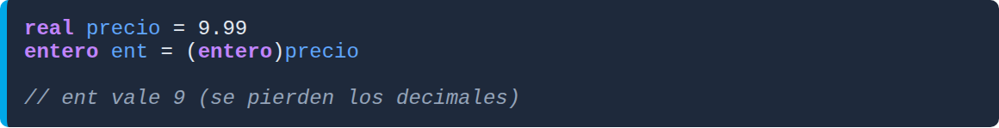 real precio = 9.99
entero ent = (entero)precio
// ent vale 9 (se pierden los decimales)